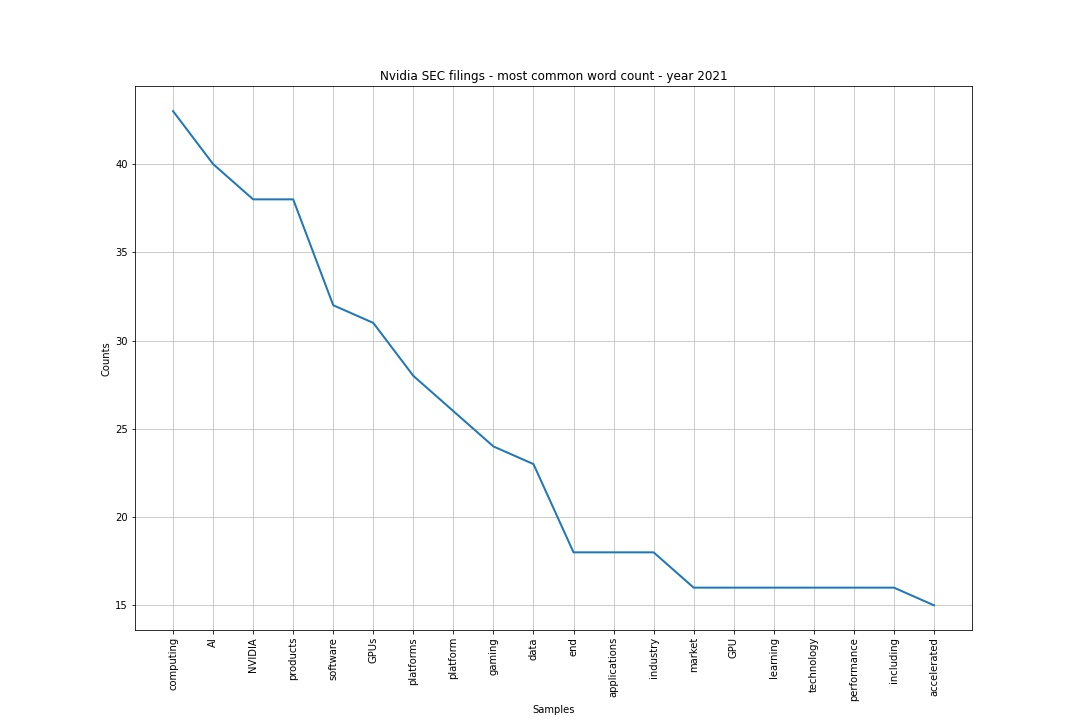 Nvidia SEC filings - most common word count - year 2021
Counts
40
35
30
25
20
15
computing
AI
NVIDIA
products
software
GPUs
platforms
platform
gaming
data
end
applications
industry
market
GPU
learning
technology
performance
including
accelerated
Samples